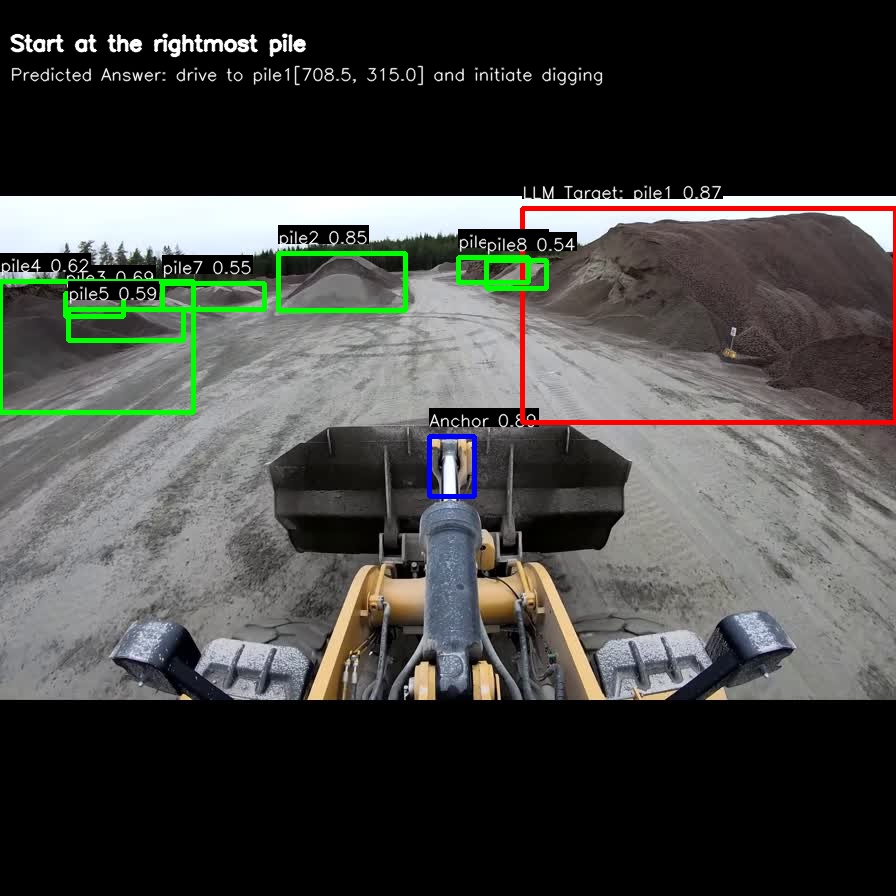 Start at the rightmost pile
Predicted Answer: drive to pile1[708.5, 315.0] and initiate digging
LLM Target: pile1 0.87
pile2 0.85
pile8 0.54
pile4 0.62
pile7 0.55
pile3 0.69
pile5 0.59
Anchor 0.89